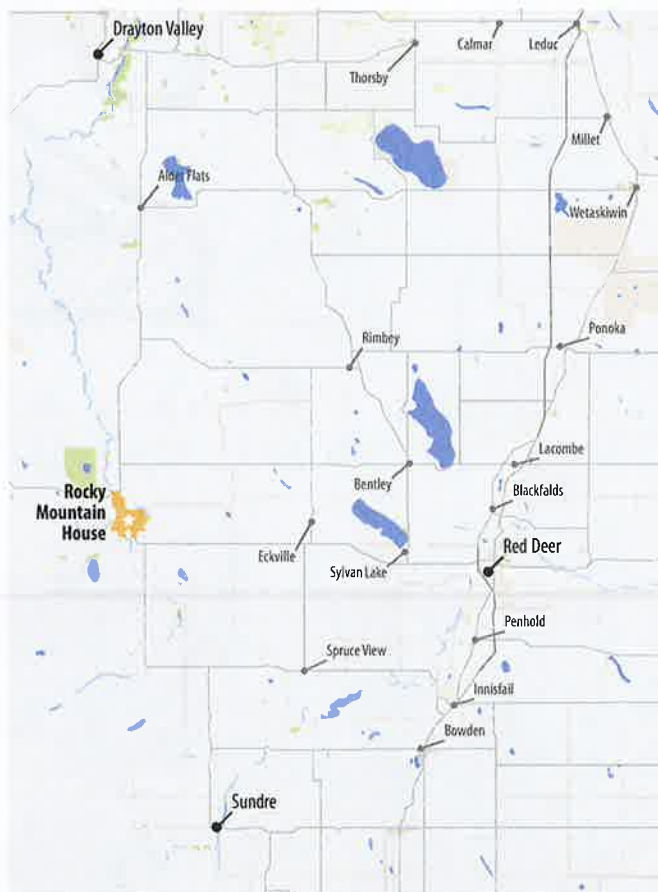 Drayton Valley
Calmar
Leduc
Thorsby
Millet
Alder Flats
Wetaskiwin
Ponoka
Rimbey
Lacombe
Bentley
Rocky
Mountain
House
Blackfalds
Eckville
Sylvan Lake
Red Deer
Penhold
Spruce View
Innisfail
Bowden
Sundre